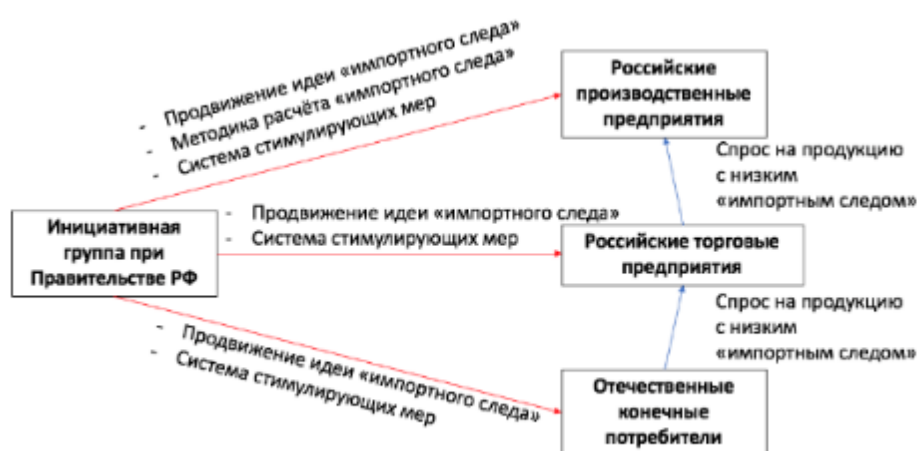 - Продвижение идеи «импортного следа»
- Методика расчёта «импортного следа»
- Система стимулирующих мер
Российские
производственные
предприятия
Спрос на продукцию
с низким
«импортным следом»
Инициативная
группа при
Правительстве РФ
- Продвижение идеи «импортного следа»
- Система стимулирующих мер
Российские торговые
предприятия
Спрос на продукцию
с низким
«импортным следом»
- Продвижение идеи «импортного следа»
- Система стимулирующих мер
Отечественные
конечные
потребители